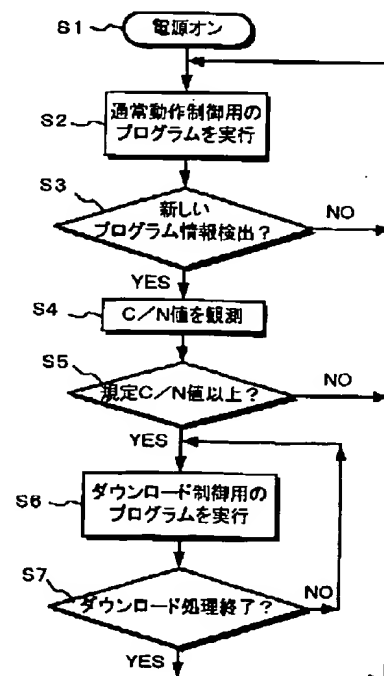 S1
電源オン
S2
通常動作制御用の
プログラムを実行
S3
新しい
プログラム情報検出？
NO
YES
S4
C／N値を観測
S5
規定C／N値以上？
NO
YES
S6
ダウンロード制御用の
プログラムを実行
S7
ダウンロード処理終了？
NO
YES